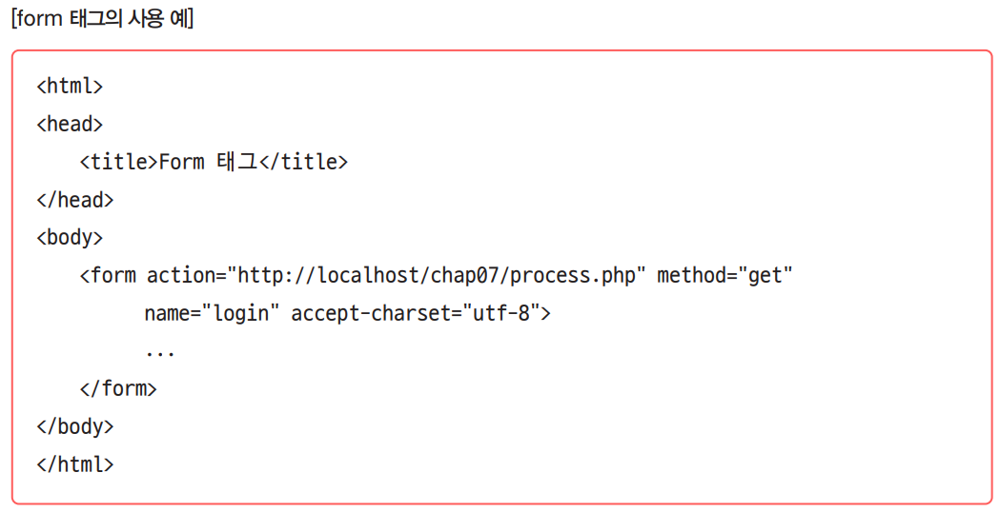 [form 태그의 사용 예]
<html>
<head>
<title>Form 태그</title>
</head>
<body>
<form action="http://localhost/chap07/process.php" method="get"
name="login" accept-charset="utf-8">
...
</form>
</body>
</html>